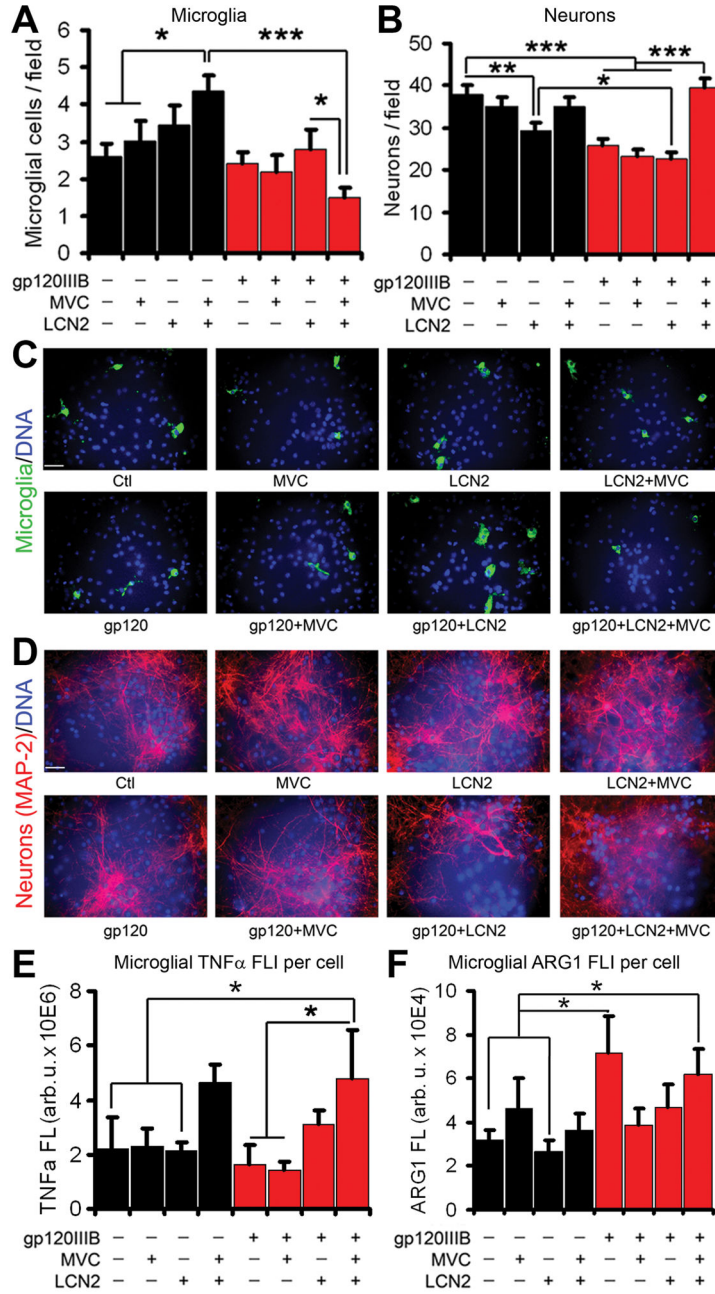 A
Microglia
*
***
*
Microglial cells / field
6
5
4
3
2
1
0
gp120IIIB – – – – + + + +
MVC – + – + – + – +
LCN2 – – + + – – + +
B
Neurons
***
***
**
*
Neurons / field
50
40
30
20
10
0
gp120IIIB – – – – + + + +
MVC – + – + – + – +
LCN2 – – + + – – + +
C
Microglia/DNA
Ctl MVC LCN2 LCN2+MVC
gp120 gp120+MVC gp120+LCN2 gp120+LCN2+MVC
D
Neurons (MAP-2)/DNA
Ctl MVC LCN2 LCN2+MVC
gp120 gp120+MVC gp120+LCN2 gp120+LCN2+MVC
E
Microglial TNFα FLI per cell
*
*
TNFa FL (arb. u. x 10E6)
8
6
4
2
0
gp120IIIB – – – – + + + +
MVC – + – + – + – +
LCN2 – – + + – – + +
F
Microglial ARG1 FLI per cell
*
*
ARG1 FL (arb. u. x 10E4)
10
8
6
4
2
0
gp120IIIB – – – – + + + +
MVC – + – + – + – +
LCN2 – – + + – – + +